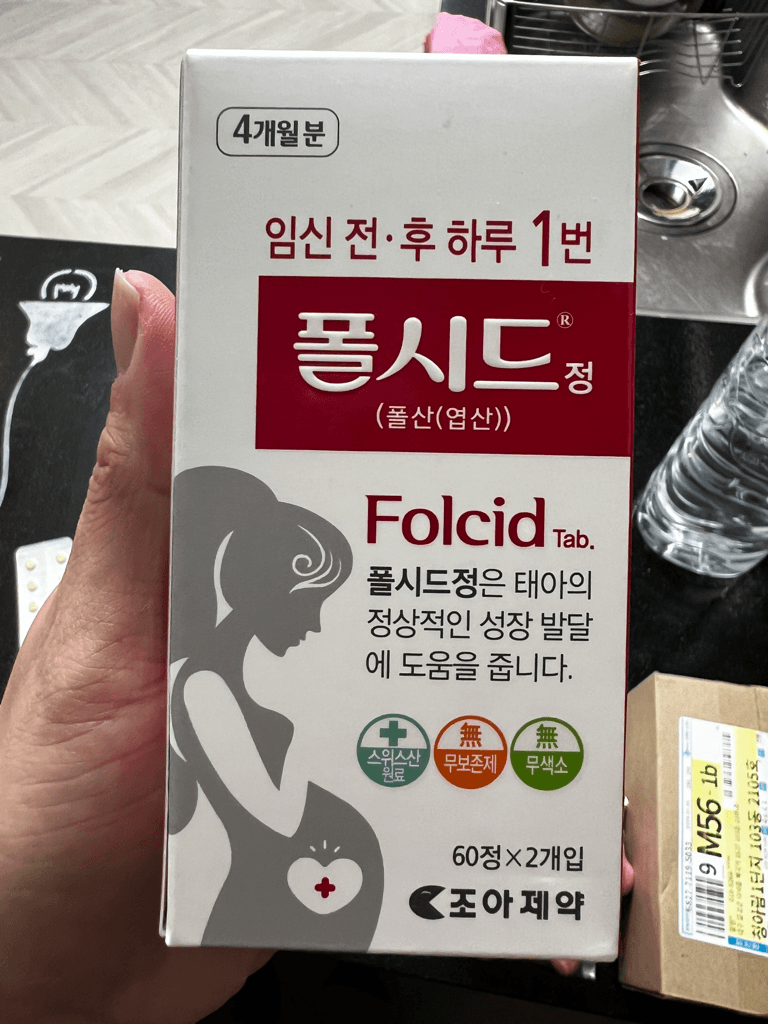 4개월분
임신 전·후 하루 1번
폴시드®정
(폴산(엽산))
Folcid Tab.
폴시드정은 태아의
정상적인 성장 발달
에 도움을 줍니다.
스위스산
원료
無
무보존제
無
무색소
60정×2개입
조아제약
9 M56 - 1b